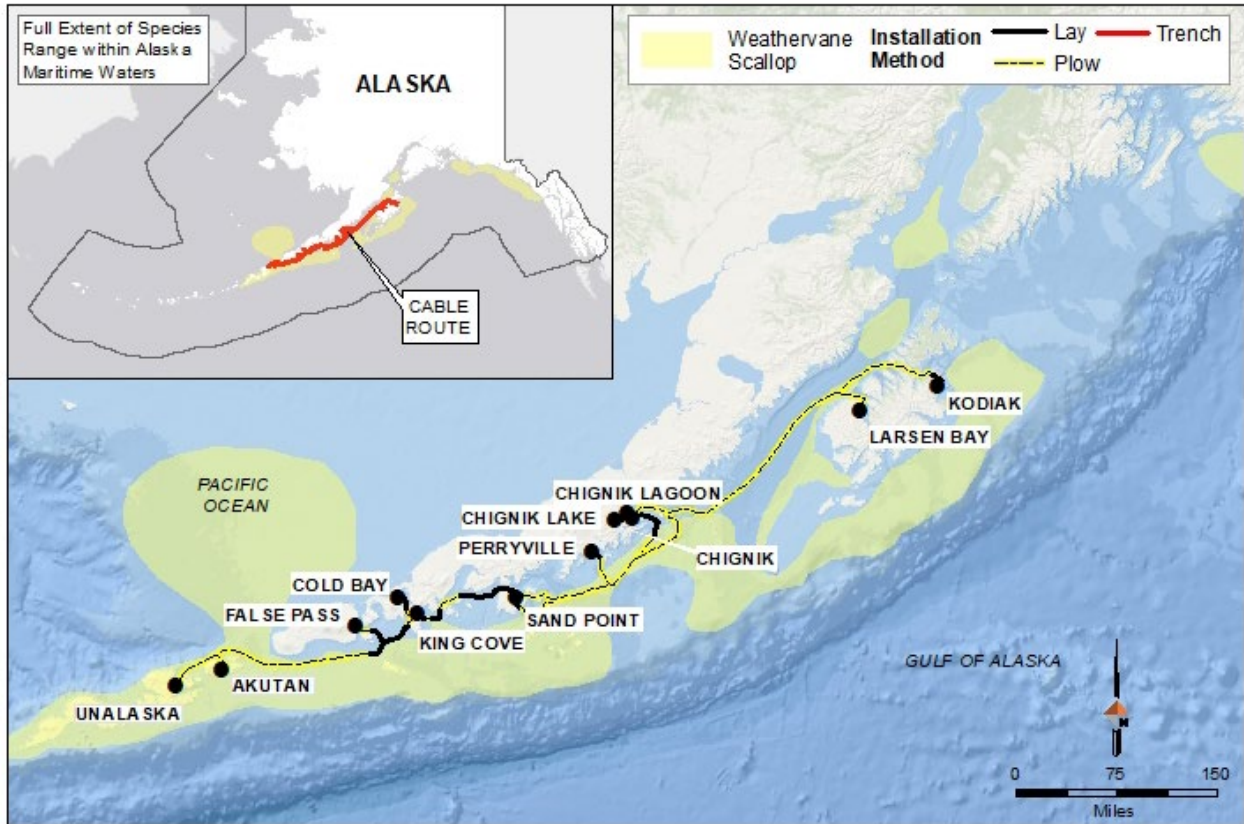 Full Extent of Species
Range within Alaska
Maritime Waters
ALASKA
CABLE
ROUTE
Weathervane
Scallop
Installation
Method
Lay
Trench
Plow
KODIAK
LARSEN BAY
PACIFIC
OCEAN
CHIGNIK LAGOON
CHIGNIK LAKE
PERRYVILLE
CHIGNIK
COLD BAY
FALSE PASS
SAND POINT
KING COVE
AKUTAN
UNALASKA
GULF OF ALASKA
N
0 75 150
Miles